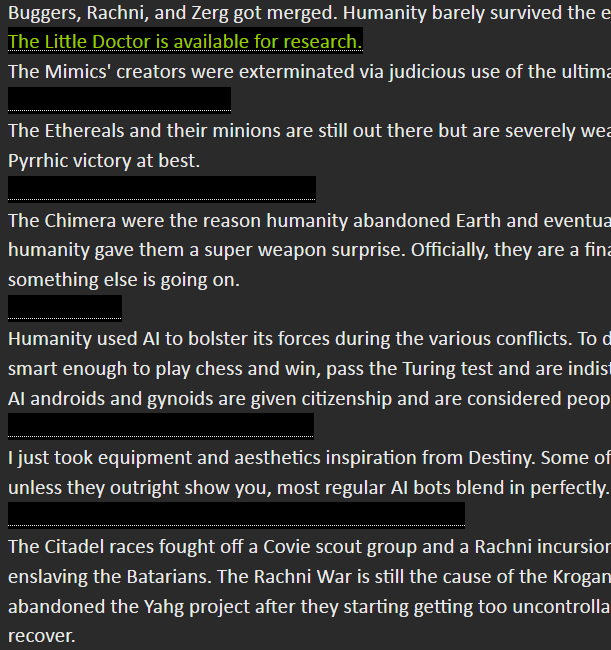 Buggers, Rachni, and Zerg got merged. Humanity barely survived the e
The Little Doctor is available for research.
The Mimics' creators were exterminated via judicious use of the ultima
The Ethereals and their minions are still out there but are severely wea
Pyrrhic victory at best.
The Chimera were the reason humanity abandoned Earth and eventua
humanity gave them a super weapon surprise. Officially, they are a fina
something else is going on.
Humanity used AI to bolster its forces during the various conflicts. To d
smart enough to play chess and win, pass the Turing test and are indist
AI androids and gynoids are given citizenship and are considered peop
I just took equipment and aesthetics inspiration from Destiny. Some of
unless they outright show you, most regular AI bots blend in perfectly.
The Citadel races fought off a Covie scout group and a Rachni incursion
enslaving the Batarians. The Rachni War is still the cause of the Krogan
abandoned the Yahg project after they starting getting too uncontrolla
recover.